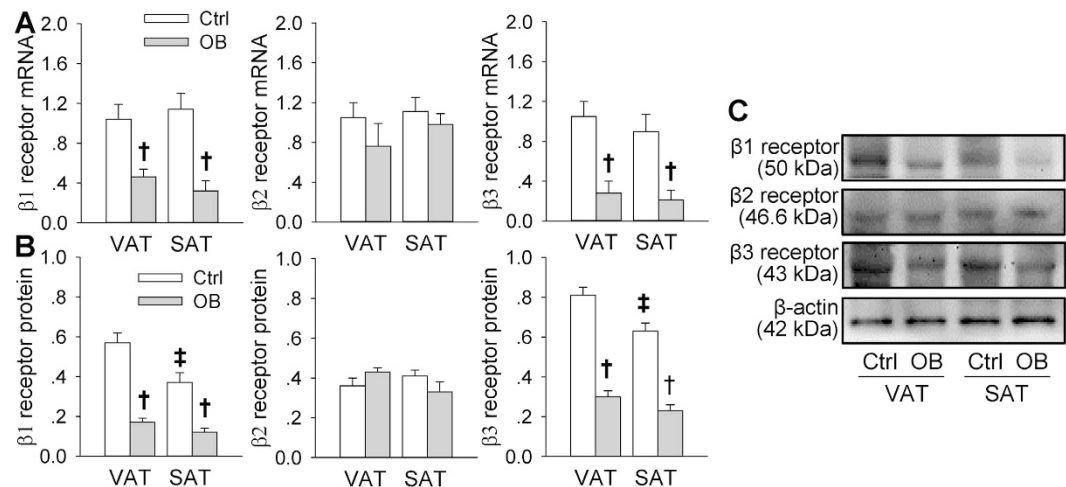 A
β1 receptor mRNA
2.0
1.6
1.2
.8
.4
0.0
Ctrl
OB
†
†
VAT SAT
β2 receptor mRNA
2.0
1.6
1.2
.8
.4
0.0
VAT SAT
β3 receptor mRNA
2.0
1.6
1.2
.8
.4
0.0
†
†
VAT SAT
B
β1 receptor protein
1.0
.8
.6
.4
.2
0.0
Ctrl
OB
†
‡
†
VAT SAT
β2 receptor protein
1.0
.8
.6
.4
.2
0.0
VAT SAT
β3 receptor protein
1.0
.8
.6
.4
.2
0.0
†
‡
†
VAT SAT
C
β1 receptor
(50 kDa)
β2 receptor
(46.6 kDa)
β3 receptor
(43 kDa)
β-actin
(42 kDa)
Ctrl OB Ctrl OB
VAT SAT